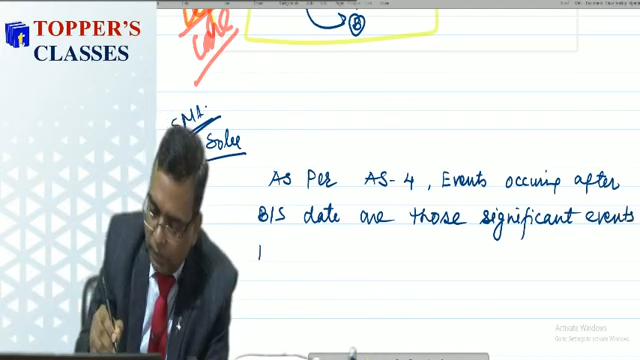 TOPPER'S
CLASSES
Solu
As Per AS-4, Events occuring after
B/S date are those significant events
Activate Windows
Go to Settings to activate Windows.